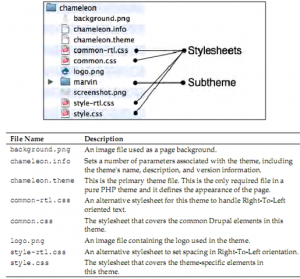 chameleon
background.png
chameleon.info
chameleon.theme
common-rtl.css
common.css
Stylesheets
logo.png
marvin
Subtheme
screenshot.png
style-rtl.css
style.css
File Name Description
background.png An image file used as a page background.
chameleon.info Sets a number of parameters associated with the theme, including
the theme's name, description, and version information.
chameleon.theme This is the primary theme file. This is the only required file in a
pure PHP theme and it defines the appearance of the page.
common-rtl.css An alternative stylesheet for this theme to handle Right-To-Left
oriented text.
common.css The stylesheet that covers the common Drupal elements in this
theme.
logo.png An image file containing the logo used in the theme.
style-rtl.css An alternative stylesheet to set spacing in Right-To-Left orientation.
style.css The stylesheet that covers the theme-specific elements in
this theme.